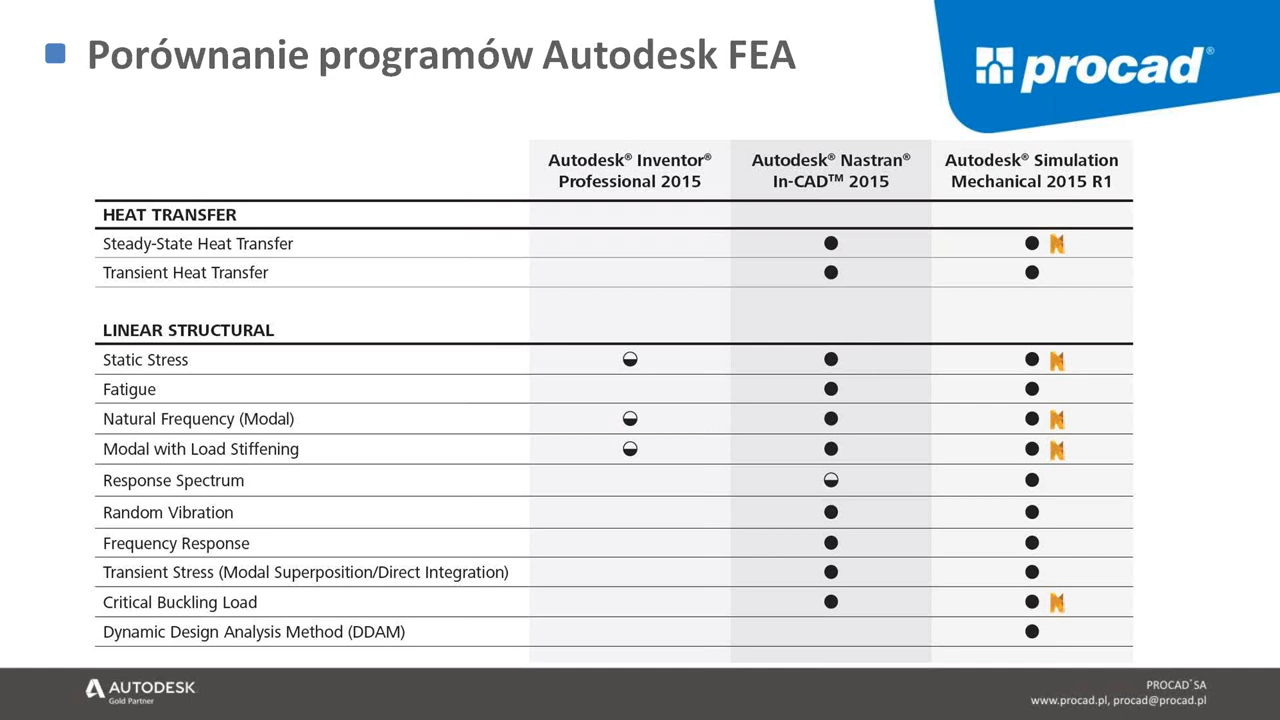 Porównanie programów Autodesk FEA
procad®
Autodesk® Inventor® Professional 2015
Autodesk® Nastran® In-CAD™ 2015
Autodesk® Simulation Mechanical 2015 R1
HEAT TRANSFER
Steady-State Heat Transfer
Transient Heat Transfer
LINEAR STRUCTURAL
Static Stress
Fatigue
Natural Frequency (Modal)
Modal with Load Stiffening
Response Spectrum
Random Vibration
Frequency Response
Transient Stress (Modal Superposition/Direct Integration)
Critical Buckling Load
Dynamic Design Analysis Method (DDAM)
AUTODESK
Gold Partner
PROCAD® SA
www.procad.pl, procad@procad.pl